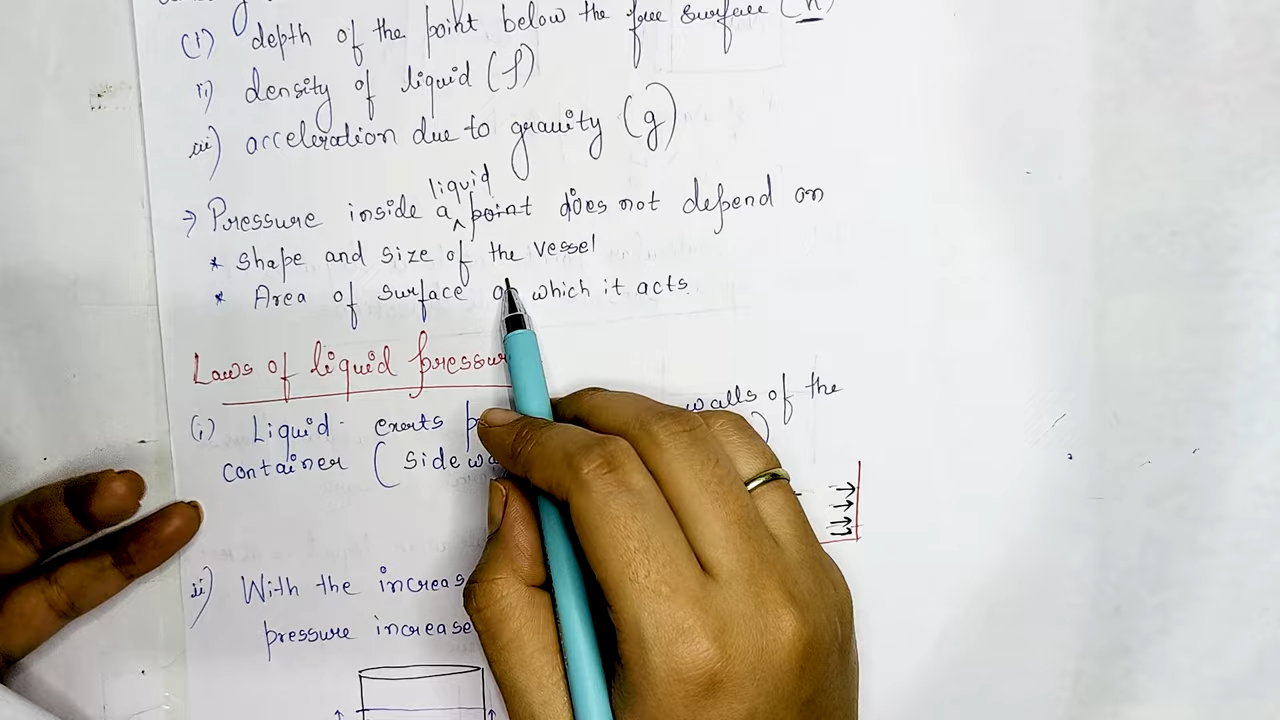 (i) depth of the point below the free surface (h)
ii) density of liquid (ρ)
iii) acceleration due to gravity (g)
liquid
→ Pressure inside a ^ point does not depend on
* Shape and size of the vessel
* Area of surface on which it acts
Laws of liquid pressure
(i) Liquid exerts walls of the
container (Sidewa )
ii) With the increas
pressure increase